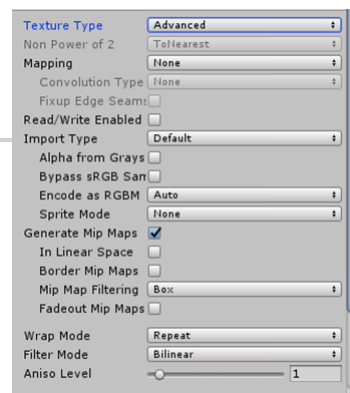 Texture Type Advanced
Non Power of 2 ToNearest
Mapping None
Convolution Type None
Fixup Edge Seams
Read/Write Enabled
Import Type Default
Alpha from Grays
Bypass sRGB Sam
Encode as RGBM Auto
Sprite Mode None
Generate Mip Maps
In Linear Space
Border Mip Maps
Mip Map Filtering Box
Fadeout Mip Maps
Wrap Mode Repeat
Filter Mode Bilinear
Aniso Level 1